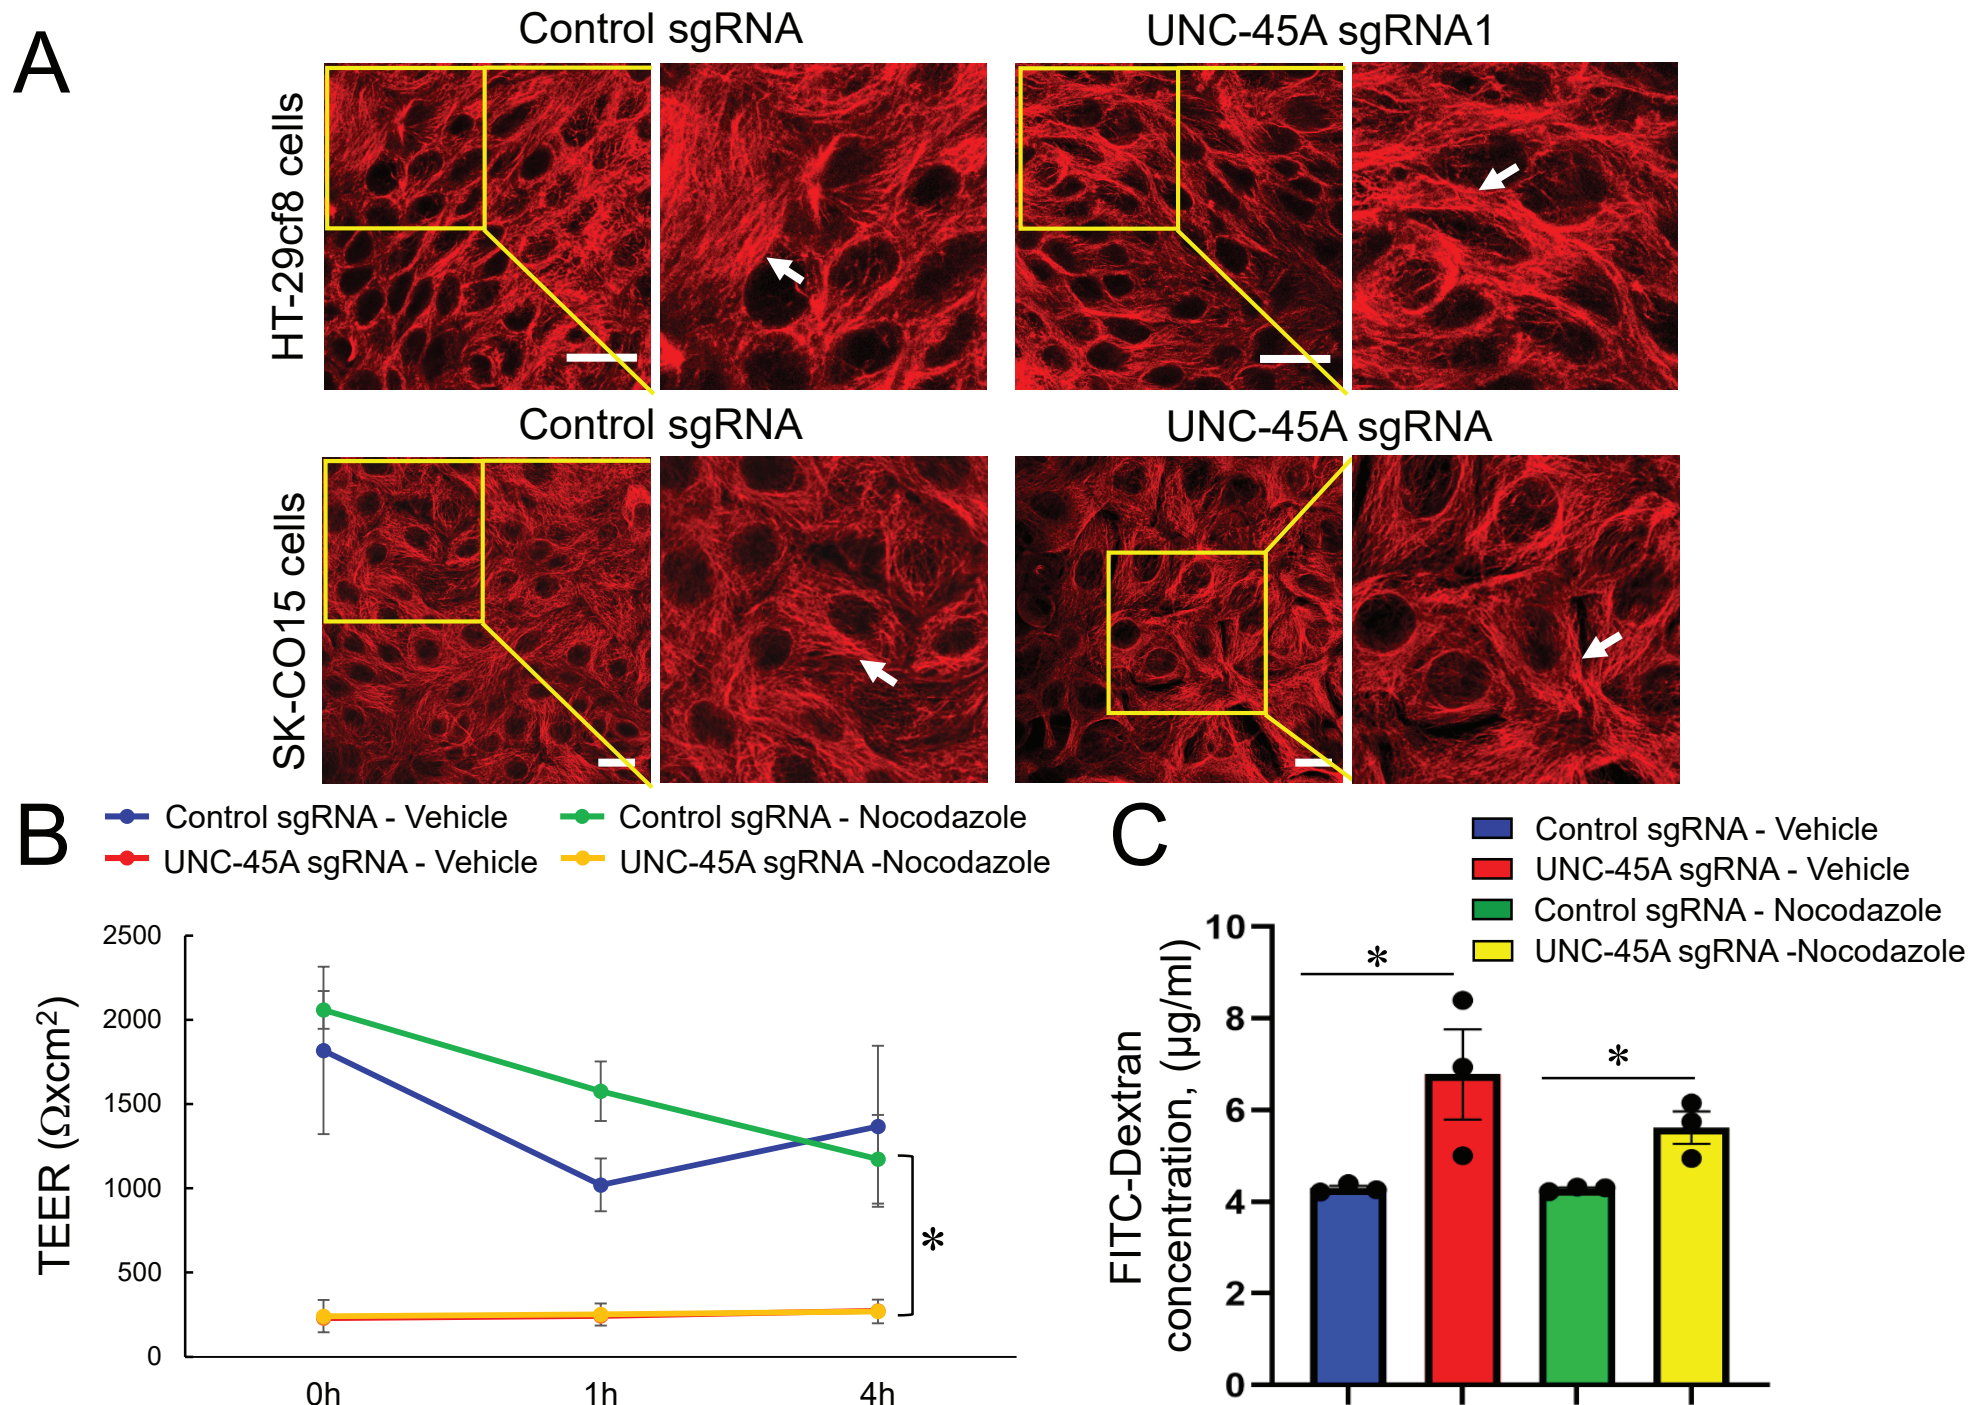 A
Control sgRNA
UNC-45A sgRNA1
HT-29cf8 cells
Control sgRNA
UNC-45A sgRNA
SK-CO15 cells
B
Control sgRNA - Vehicle
Control sgRNA - Nocodazole
UNC-45A sgRNA - Vehicle
UNC-45A sgRNA -Nocodazole
TEER (Ωxcm²)
2500
2000
1500
1000
500
0
0h
1h
4h
*
C
Control sgRNA - Vehicle
UNC-45A sgRNA - Vehicle
Control sgRNA - Nocodazole
UNC-45A sgRNA -Nocodazole
FITC-Dextran
concentration, (µg/ml)
10
8
6
4
2
0
*
*